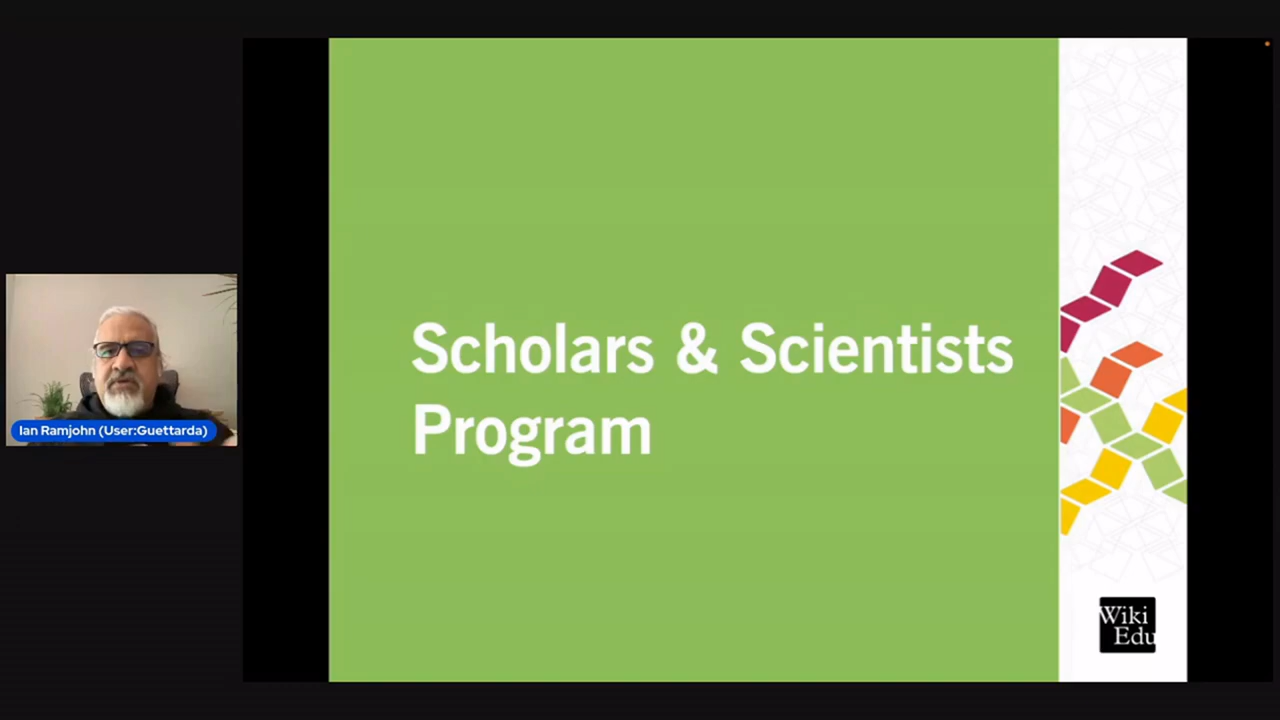 Scholars & Scientists
Program
Ian Ramjohn (User:Guettarda)
Wiki
Edu